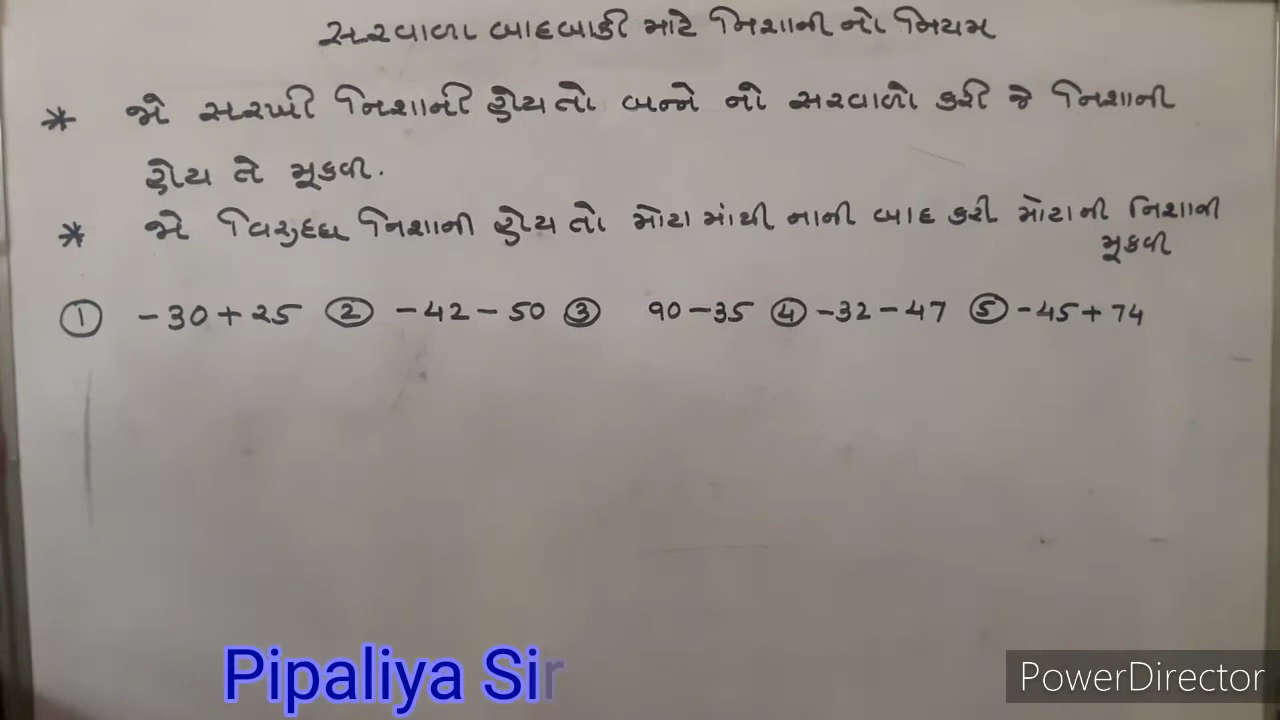 સરવાળા બાદબાકી માટે નિશાની નો નિયમ
* જો સરખી નિશાની હોય તો બન્ને નો સરવાળો કરી જે નિશાની
હોય તે મૂકવી.
* જો વિરુદ્ધ નિશાની હોય તો મોટા માંથી નાની બાદ કરી મોટાની નિશાની
મૂકવી
① -30+25 ② -42-50 ③ 90-35 ④ -32-47 ⑤ -45+74
Pipaliya Sir
PowerDirector